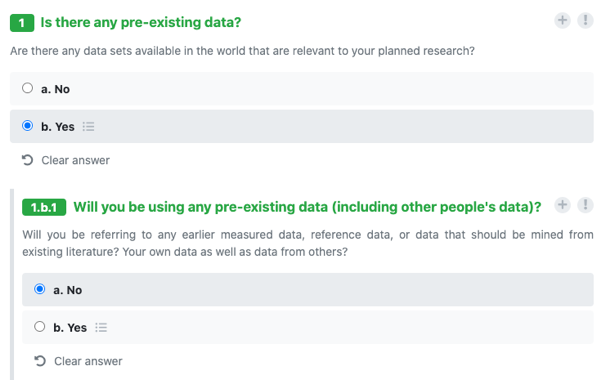 1 Is there any pre-existing data?
Are there any data sets available in the world that are relevant to your planned research?
a. No
b. Yes
Clear answer
1.b.1 Will you be using any pre-existing data (including other people's data)?
Will you be referring to any earlier measured data, reference data, or data that should be mined from
existing literature? Your own data as well as data from others?
a. No
b. Yes
Clear answer